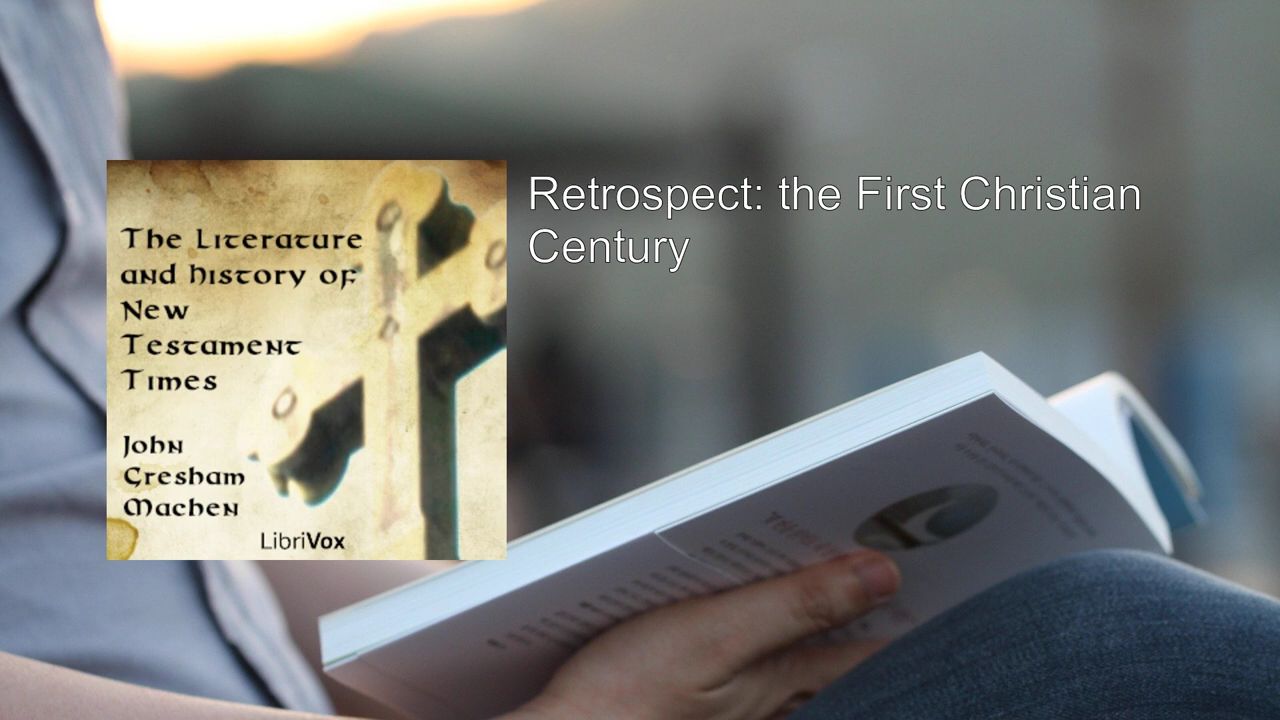 The Literature
and history of
New
Testament
Times
John
Gresham
Machen
LibriVox
Retrospect: the First Christian
Century